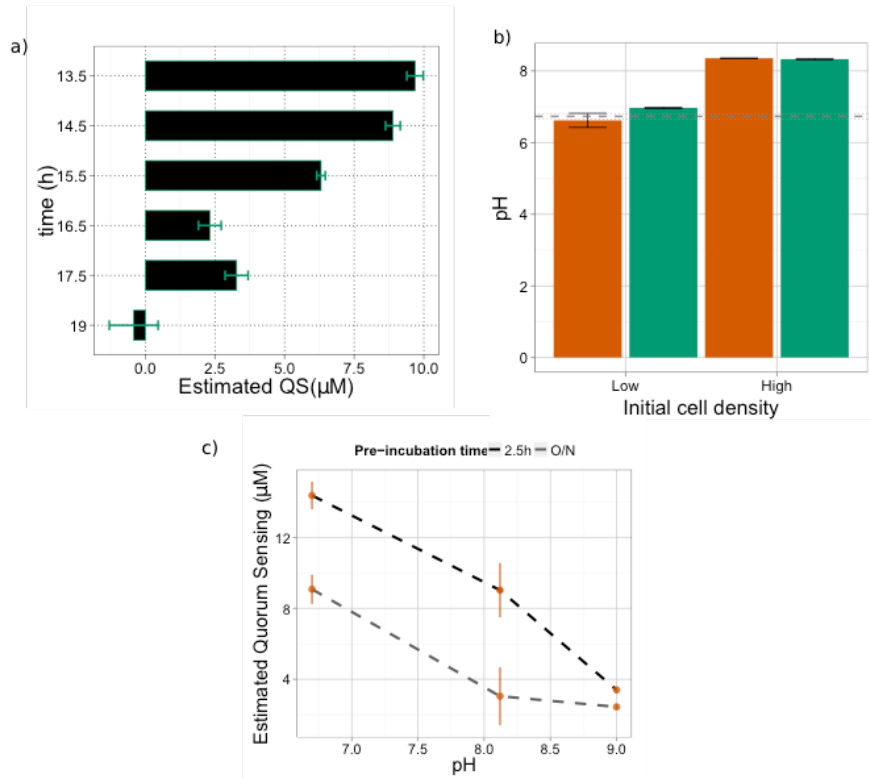 a)
time (h)
13.5
14.5
15.5
16.5
17.5
19
0.0 2.5 5.0 7.5 10.0
Estimated QS(µM)
b)
pH
8
6
4
2
0
Low High
Initial cell density
c)
Pre−incubation time 2.5h O/N
Estimated Quorum Sensing (µM)
12
8
4
7.0 7.5 8.0 8.5 9.0
pH